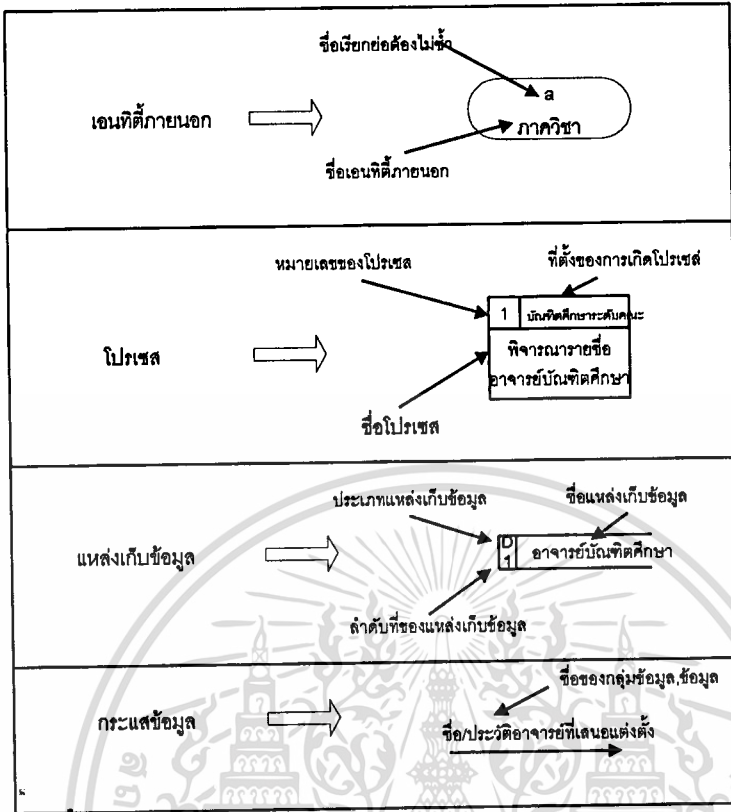 ชื่อเรียกย่อต้องไม่ซ้ำ
a
เอนทิตี้ภายนอก
ภาควิชา
ชื่อเอนทิตี้ภายนอก
หมายเลขของโปรเซส
ที่ตั้งของการเกิดโปรเซส
1
บัณฑิตศึกษาระดับคณะ
โปรเซส
พิจารณารายชื่อ
อาจารย์บัณฑิตศึกษา
ชื่อโปรเซส
ประเภทแหล่งเก็บข้อมูล
ชื่อแหล่งเก็บข้อมูล
แหล่งเก็บข้อมูล
D
1
อาจารย์บัณฑิตศึกษา
ลำดับที่ของแหล่งเก็บข้อมูล
ชื่อของกลุ่มข้อมูล,ข้อมูล
กระแสข้อมูล
ชื่อ/ประวัติอาจารย์ที่เสนอแต่งตั้ง